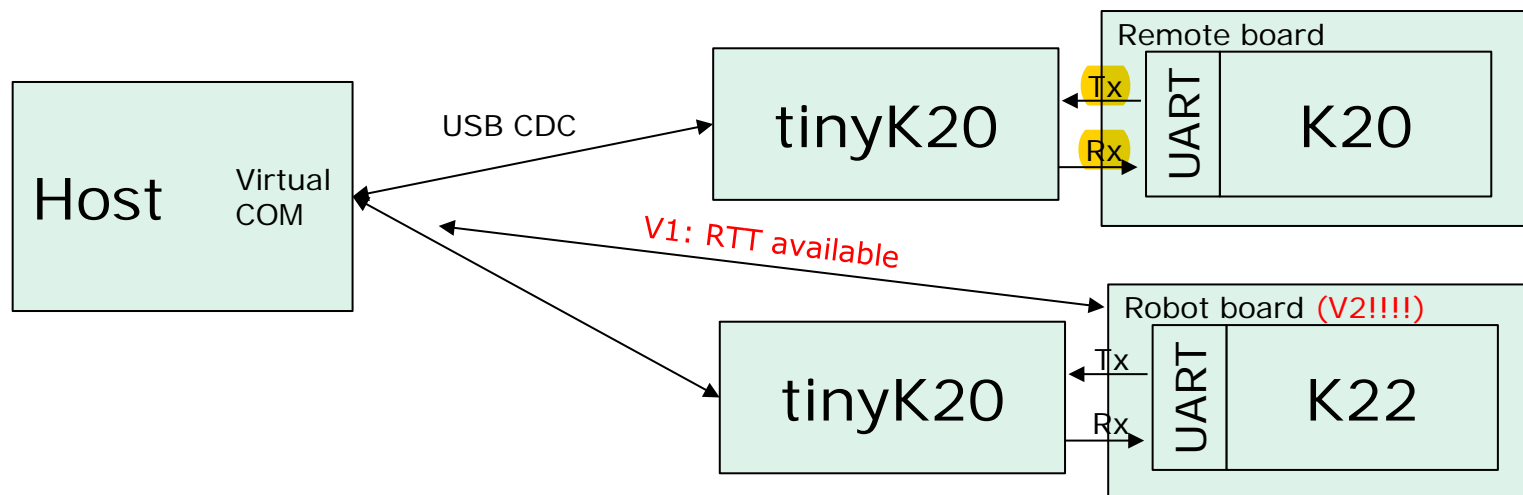 Host
Virtual
COM
USB CDC
tinyK20
Remote board
Tx
Rx
UART
K20
V1: RTT available
tinyK20
Robot board (V2!!!!)
Tx
Rx
UART
K22